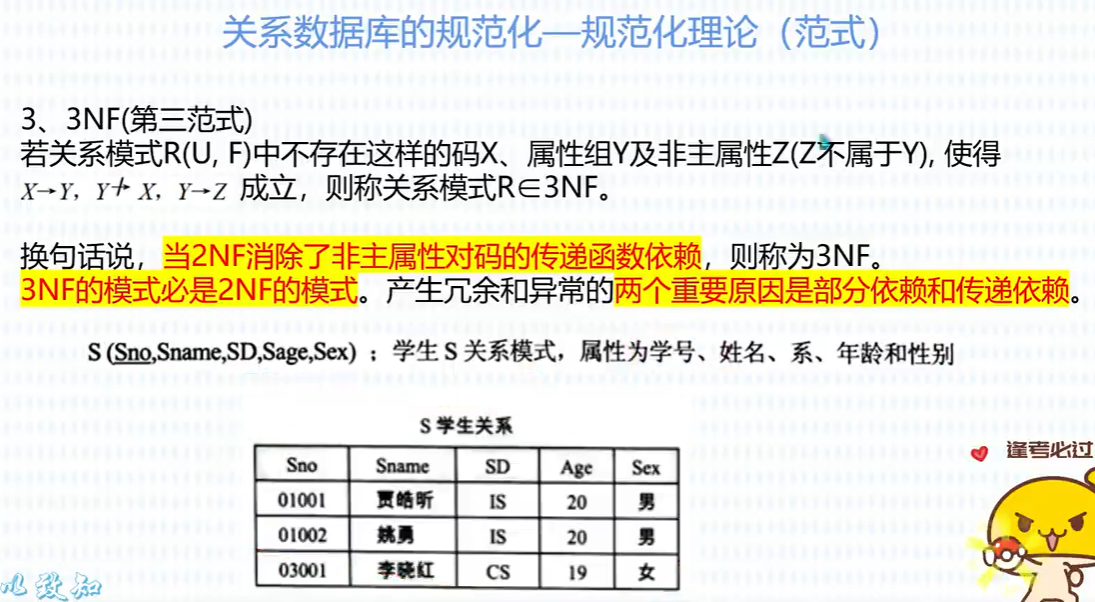 关系数据库的规范化—规范化理论（范式）
3、3NF(第三范式)
若关系模式R(U, F)中不存在这样的码X、属性组Y及非主属性Z(Z不属于Y), 使得
X→Y，Y↛X，Y→Z 成立，则称关系模式R∈3NF。
换句话说，当2NF消除了非主属性对码的传递函数依赖，则称为3NF。
3NF的模式必是2NF的模式。产生冗余和异常的两个重要原因是部分依赖和传递依赖。
S (Sno,Sname,SD,Sage,Sex) ；学生 S 关系模式，属性为学号、姓名、系、年龄和性别
S 学生关系
Sno Sname SD Age Sex
01001 贾皓昕 IS 20 男
01002 姚勇 IS 20 男
03001 李晓红 CS 19 女
逢考必过
以致知